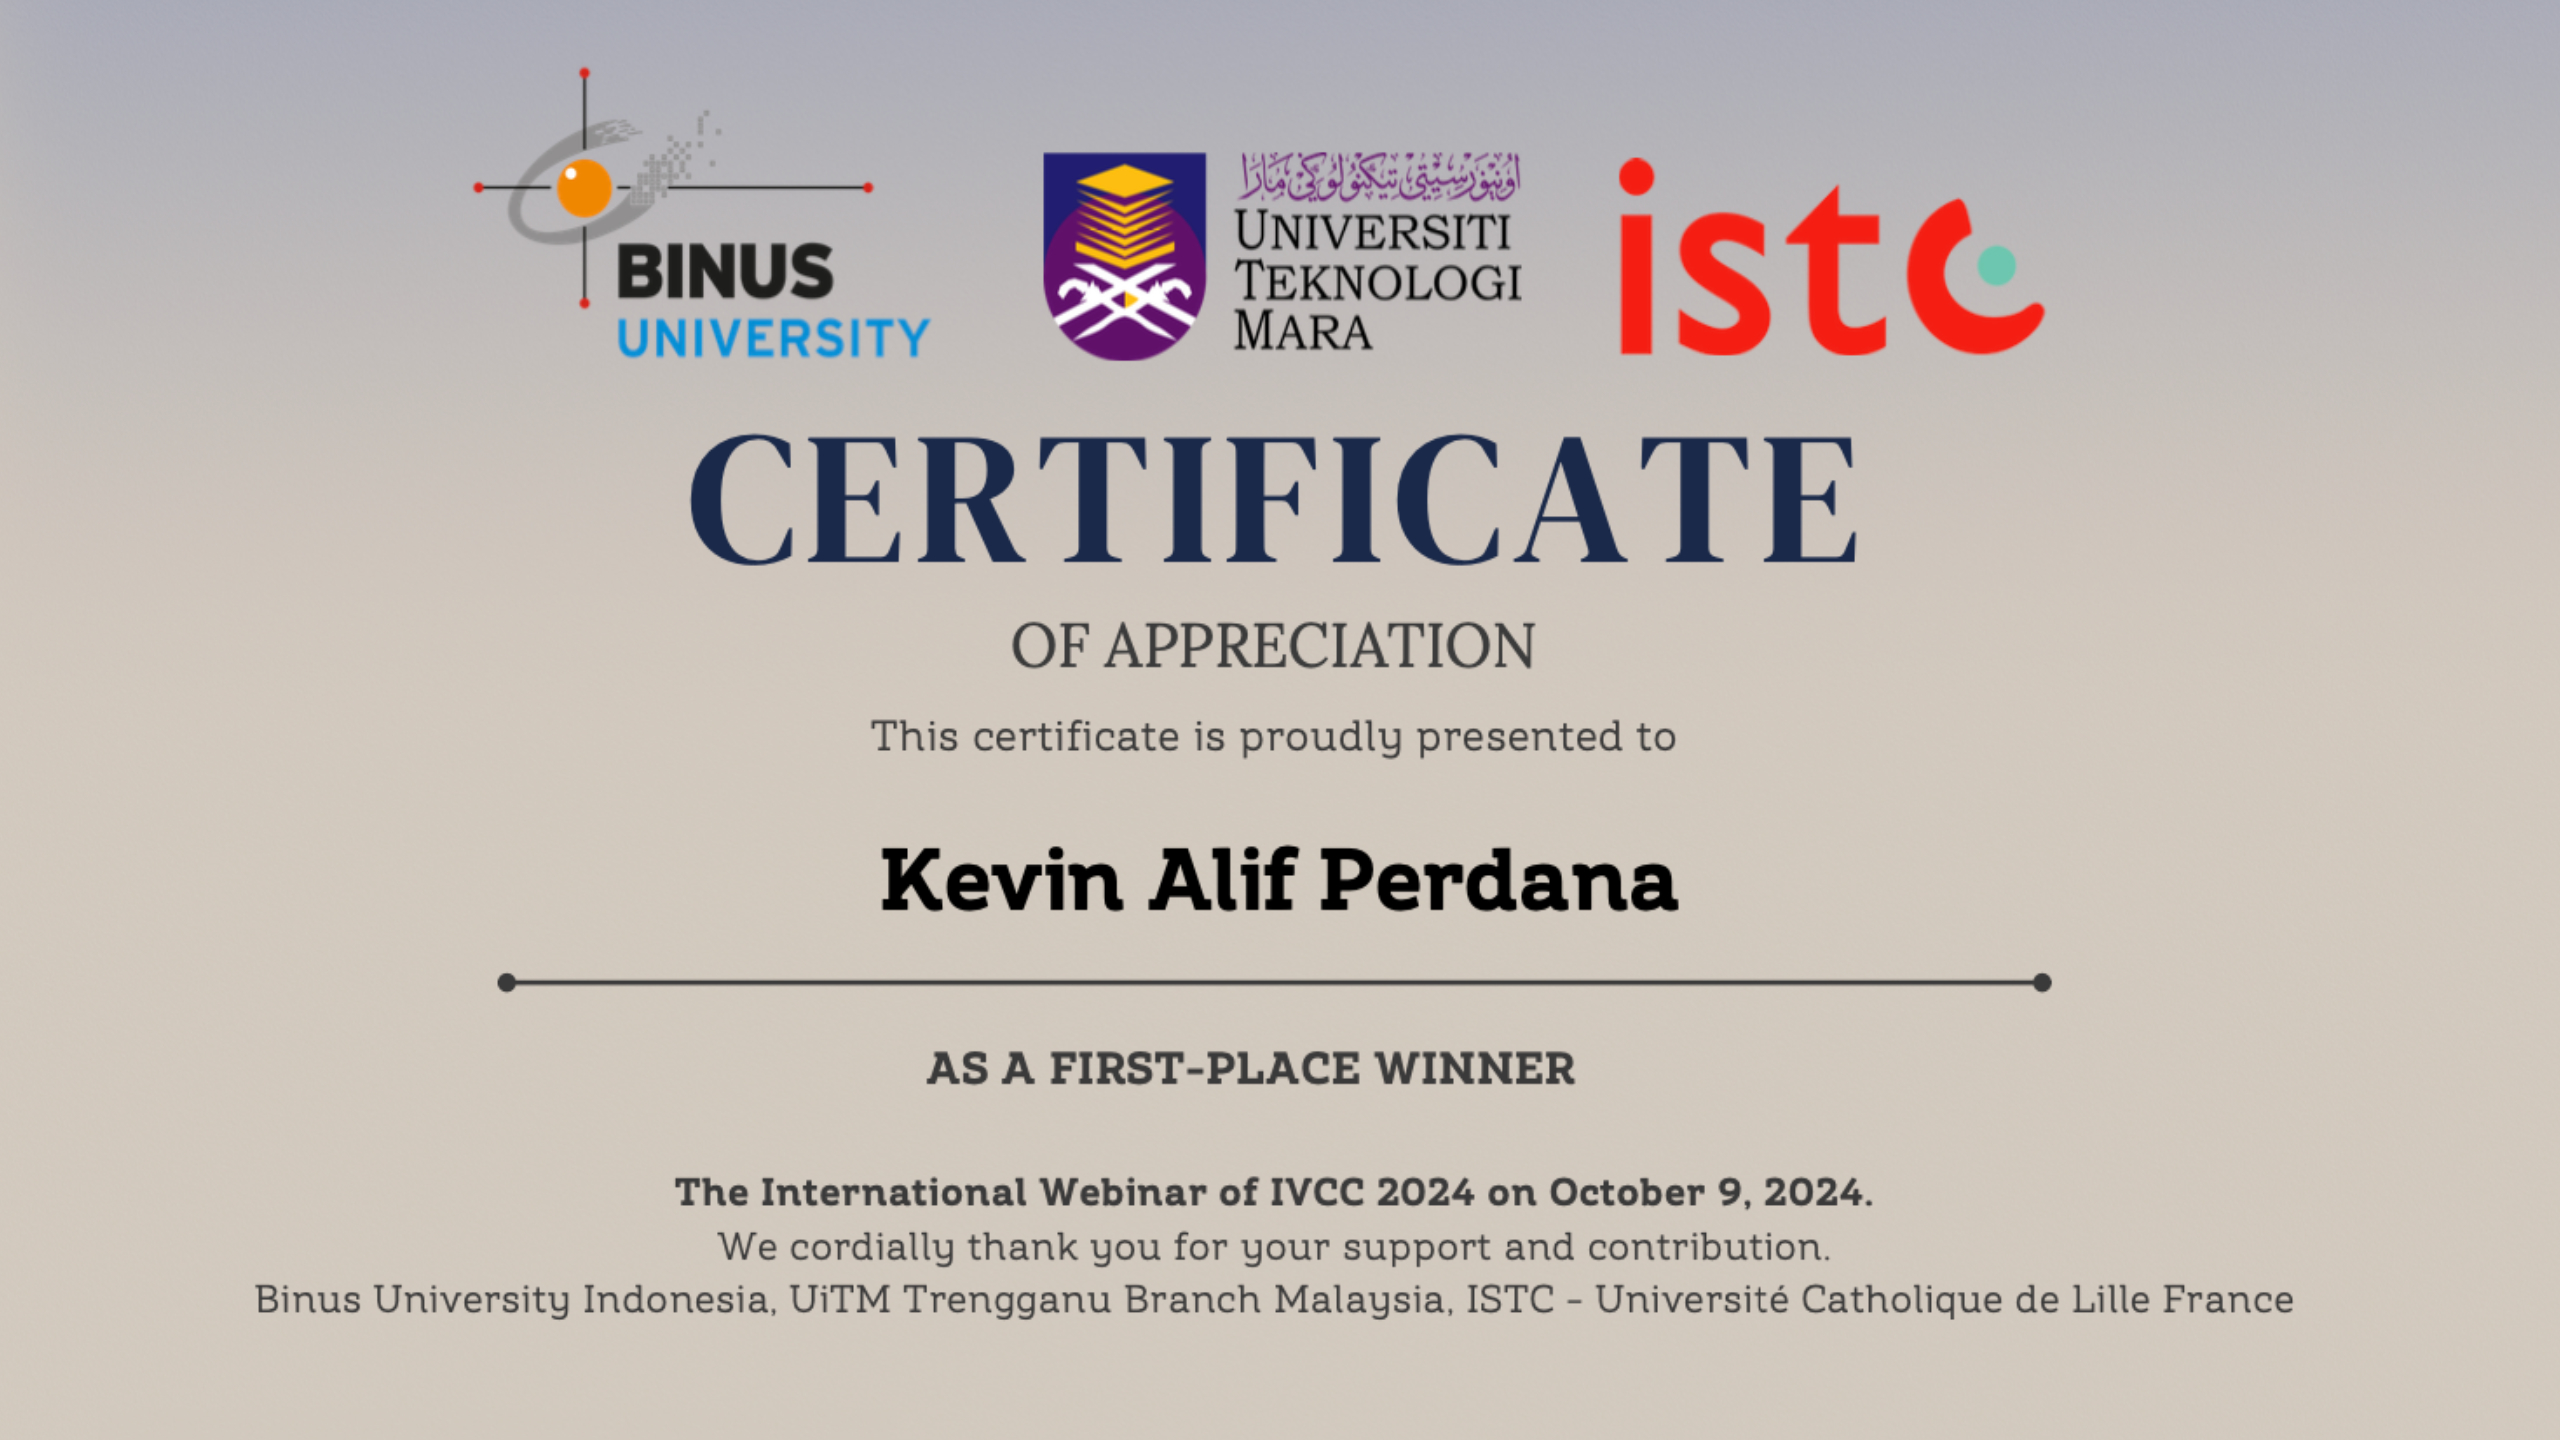 BINUS
UNIVERSITY
اونيۏرسيتي تيكنولوڬي مارا
UNIVERSITI
TEKNOLOGI
MARA
istc
CERTIFICATE
OF APPRECIATION
This certificate is proudly presented to
Kevin Alif Perdana
AS A FIRST-PLACE WINNER
The International Webinar of IVCC 2024 on October 9, 2024.
We cordially thank you for your support and contribution.
Binus University Indonesia, UiTM Trengganu Branch Malaysia, ISTC - Université Catholique de Lille France